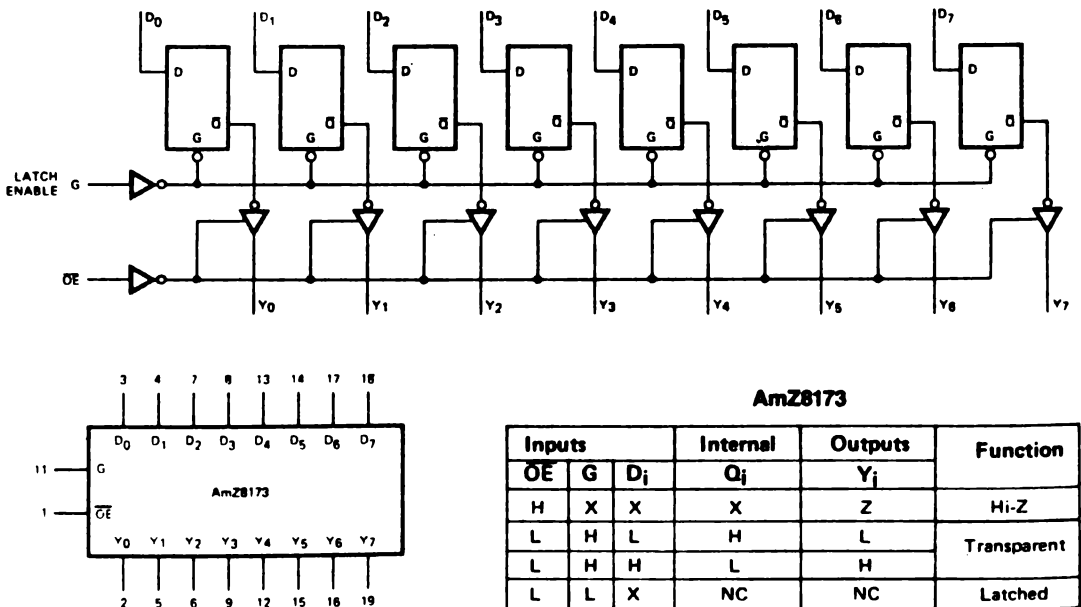 D0 D1 D2 D3 D4 D5 D6 D7
D D D D D D D D
Q̅ Q̅ Q̅ Q̅ Q̅ Q̅ Q̅ Q̅
G G G G G G G G
LATCH
ENABLE G
O̅E̅
Y0 Y1 Y2 Y3 Y4 Y5 Y6 Y7
3 4 7 8 13 14 17 18
D0 D1 D2 D3 D4 D5 D6 D7
11 G
AmZ8173
1 O̅E̅
Y0 Y1 Y2 Y3 Y4 Y5 Y6 Y7
2 5 6 9 12 15 16 19
AmZ8173
Inputs Internal Outputs Function
O̅E̅ G Di Qi Yi
H X X X Z Hi-Z
L H L H L Transparent
L H H L H
L L X NC NC Latched